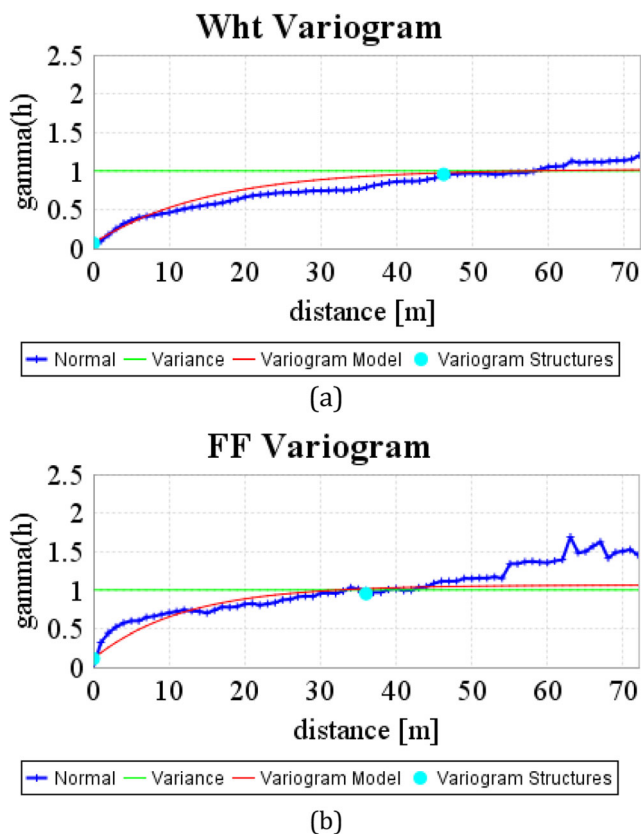 Wht Variogram
2.5
2
1.5
1
0.5
0
gamma(h)
0 10 20 30 40 50 60 70
distance [m]
Normal Variance Variogram Model Variogram Structures
(a)
FF Variogram
2.5
2
1.5
1
0.5
0
gamma(h)
0 10 20 30 40 50 60 70
distance [m]
Normal Variance Variogram Model Variogram Structures
(b)